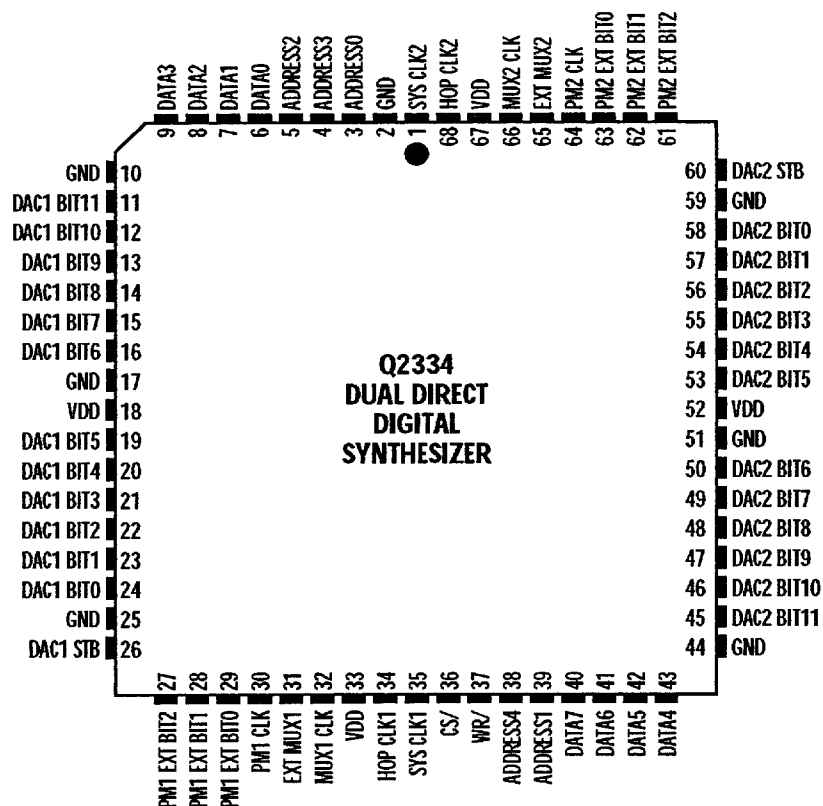 DATA3
DATA2
DATA1
DATA0
ADDRESS2
ADDRESS3
ADDRESS0
GND
SYS CLK2
HOP CLK2
VDD
MUX2 CLK
EXT MUX2
PM2 CLK
PM2 EXT BIT0
PM2 EXT BIT1
PM2 EXT BIT2
9 8 7 6 5 4 3 2 1 68 67 66 65 64 63 62 61
GND 10
DAC1 BIT11 11
DAC1 BIT10 12
DAC1 BIT9 13
DAC1 BIT8 14
DAC1 BIT7 15
DAC1 BIT6 16
GND 17
VDD 18
DAC1 BIT5 19
DAC1 BIT4 20
DAC1 BIT3 21
DAC1 BIT2 22
DAC1 BIT1 23
DAC1 BIT0 24
GND 25
DAC1 STB 26
Q2334
DUAL DIRECT
DIGITAL
SYNTHESIZER
60 DAC2 STB
59 GND
58 DAC2 BIT0
57 DAC2 BIT1
56 DAC2 BIT2
55 DAC2 BIT3
54 DAC2 BIT4
53 DAC2 BIT5
52 VDD
51 GND
50 DAC2 BIT6
49 DAC2 BIT7
48 DAC2 BIT8
47 DAC2 BIT9
46 DAC2 BIT10
45 DAC2 BIT11
44 GND
27 28 29 30 31 32 33 34 35 36 37 38 39 40 41 42 43
PM1 EXT BIT2
PM1 EXT BIT1
PM1 EXT BIT0
PM1 CLK
EXT MUX1
MUX1 CLK
VDD
HOP CLK1
SYS CLK1
CS/
WR/
ADDRESS4
ADDRESS1
DATA7
DATA6
DATA5
DATA4